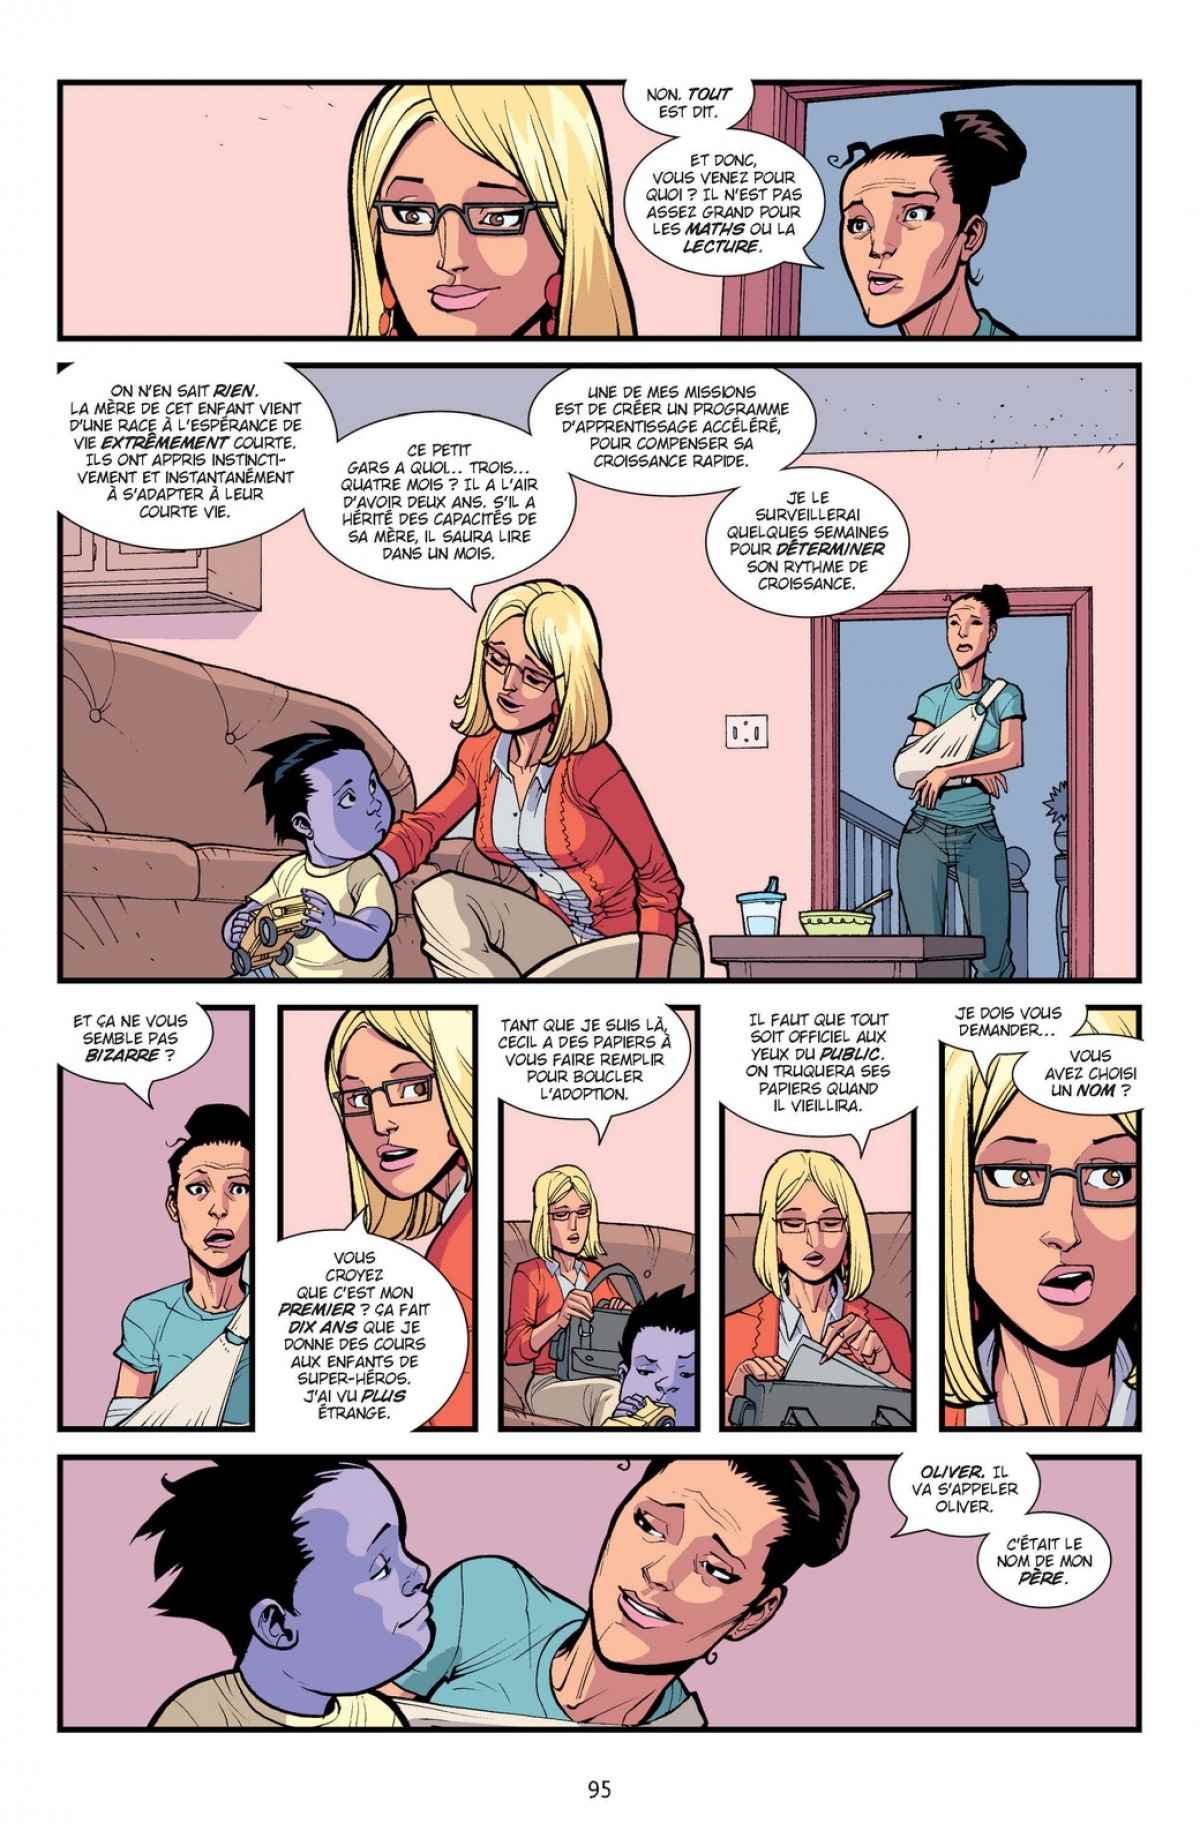 NON. TOUT
EST DIT.
ET DONC,
VOUS VENEZ POUR
QUOI ? IL N'EST PAS
ASSEZ GRAND POUR
LES MATHS OU LA
LECTURE.
ON N'EN SAIT RIEN.
LA MÈRE DE CET ENFANT VIENT
D'UNE RACE À L'ESPÉRANCE DE
VIE EXTRÊMEMENT COURTE.
ILS ONT APPRIS INSTINCTI-
VEMENT ET INSTANTANÉMENT
À S'ADAPTER À LEUR
COURTE VIE.
CE PETIT
GARS A QUOI... TROIS...
QUATRE MOIS ? IL A L'AIR
D'AVOIR DEUX ANS. S'IL A
HÉRITÉ DES CAPACITÉS DE
SA MÈRE, IL SAURA LIRE
DANS UN MOIS.
UNE DE MES MISSIONS
EST DE CRÉER UN PROGRAMME
D'APPRENTISSAGE ACCÉLÉRÉ,
POUR COMPENSER SA
CROISSANCE RAPIDE.
JE LE
SURVEILLERAI
QUELQUES SEMAINES
POUR DÉTERMINER
SON RYTHME DE
CROISSANCE.
ET ÇA NE VOUS
SEMBLE PAS
BIZARRE ?
VOUS
CROYEZ
QUE C'EST MON
PREMIER ? ÇA FAIT
DIX ANS QUE JE
DONNE DES COURS
AUX ENFANTS DE
SUPER-HÉROS.
J'AI VU PLUS
ÉTRANGE.
TANT QUE JE SUIS LÀ,
CECIL A DES PAPIERS À
VOUS FAIRE REMPLIR
POUR BOUCLER
L'ADOPTION.
IL FAUT QUE TOUT
SOIT OFFICIEL AUX
YEUX DU PUBLIC.
ON TRUQUERA SES
PAPIERS QUAND
IL VIEILLIRA.
JE DOIS VOUS
DEMANDER...
VOUS
AVEZ CHOISI
UN NOM ?
OLIVER. IL
VA S'APPELER
OLIVER.
C'ÉTAIT LE
NOM DE MON
PÈRE.
95